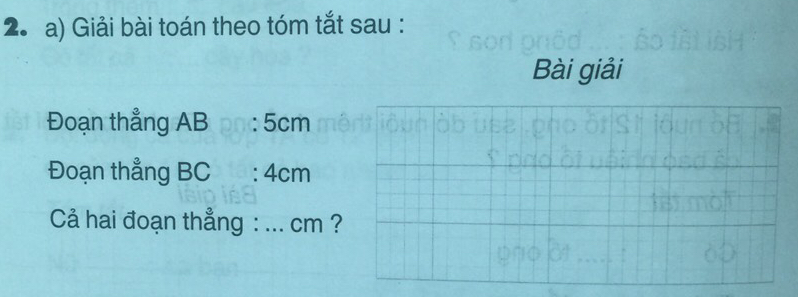 2. a) Giải bài toán theo tóm tắt sau :
Bài giải
Đoạn thẳng AB : 5cm
Đoạn thẳng BC : 4cm
Cả hai đoạn thẳng : ... cm ?